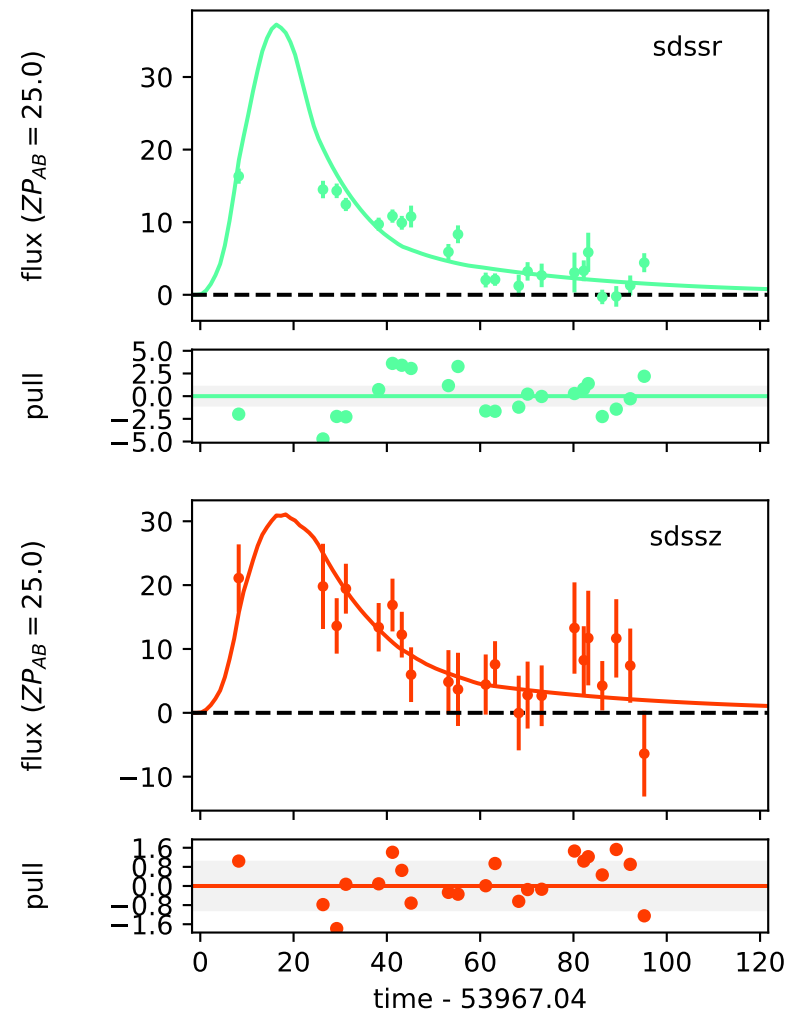 sdssr
flux (ZP_AB = 25.0)
30
20
10
0
pull
5.0
2.5
0.0
−2.5
−5.0
sdssz
flux (ZP_AB = 25.0)
30
20
10
0
−10
pull
1.6
0.8
0.0
−0.8
−1.6
0 20 40 60 80 100 120
time - 53967.04